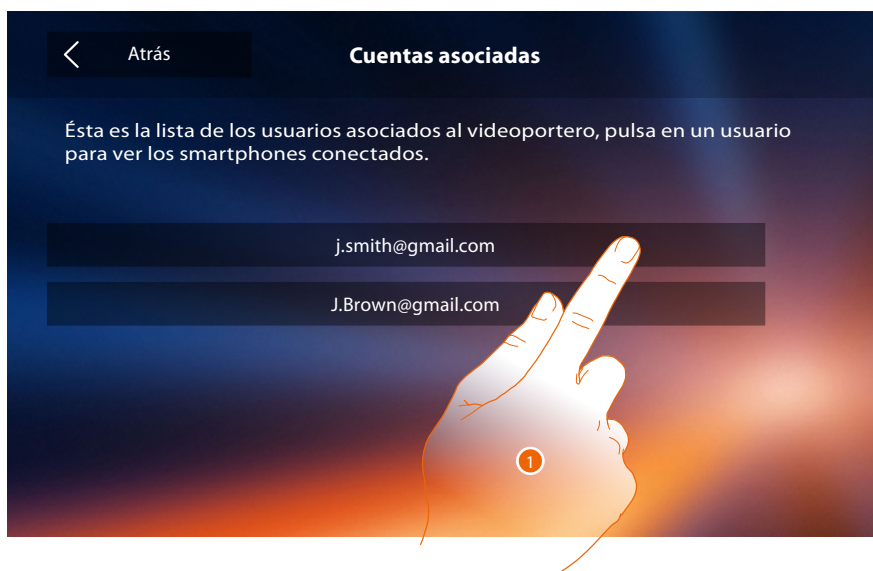 Atrás
Cuentas asociadas
Ésta es la lista de los usuarios asociados al videoportero, pulsa en un usuario
para ver los smartphones conectados.
j.smith@gmail.com
J.Brown@gmail.com
1